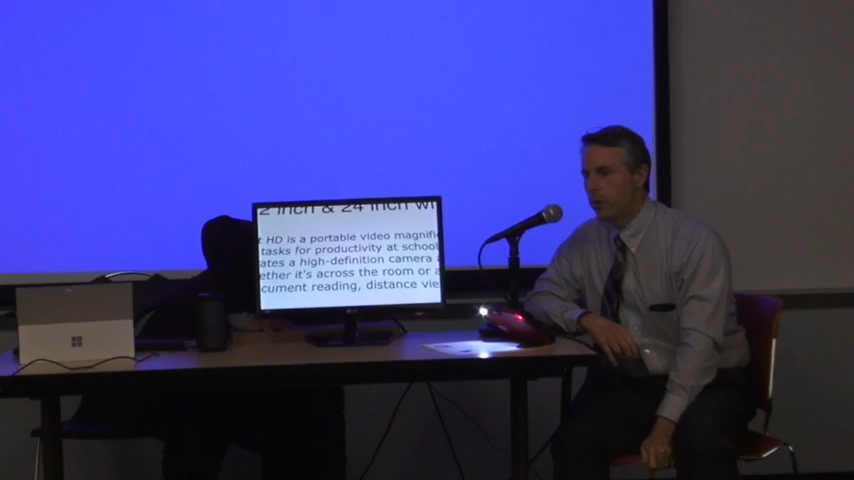 2 inch & 24 inch wi
t HD is a portable video magnifi
tasks for productivity at school
ates a high-definition camera
ether it's across the room or a
cument reading, distance vie